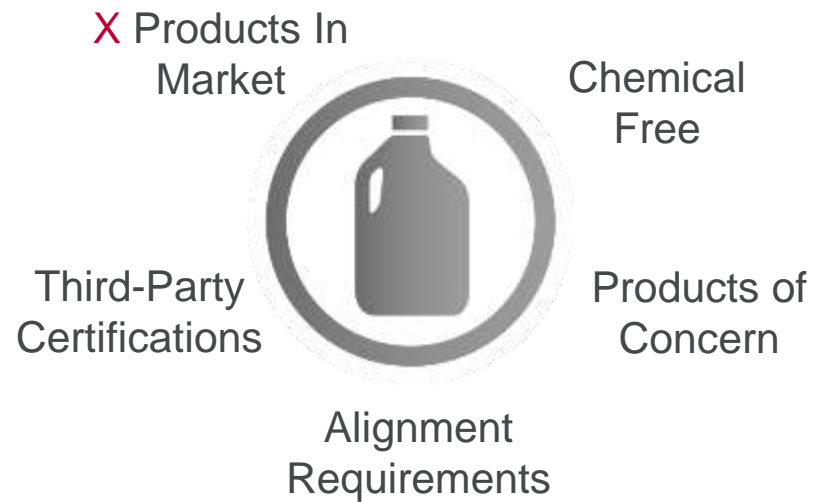 X Products In
Market
Chemical
Free
Third-Party
Certifications
Products of
Concern
Alignment
Requirements